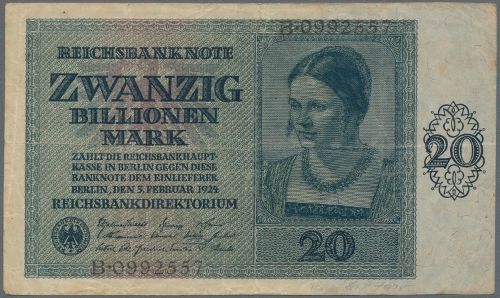 B·0992557
REICHSBANKNOTE
ZWANZIG
BILLIONEN
MARK
ZAHLT DIE REICHSBANKHAUPT-
KASSE IN BERLIN GEGEN DIESE
BANKNOTE DEM EINLIEFERER
BERLIN, DEN 5. FEBRUAR 1924
REICHSBANKDIREKTORIUM
B·0992557
20
20